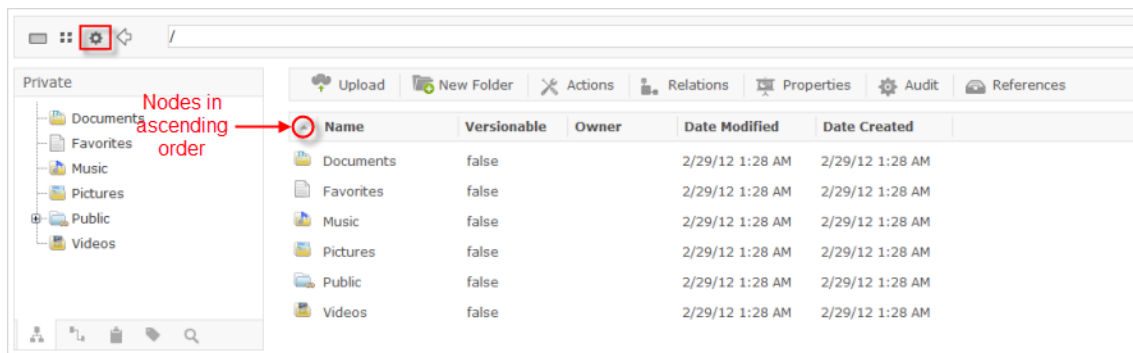 /
Private
Upload New Folder Actions Relations Properties Audit References
Nodes in
ascending
order
Documents
Favorites
Music
Pictures
Public
Videos
Name Versionable Owner Date Modified Date Created
Documents false 2/29/12 1:28 AM 2/29/12 1:28 AM
Favorites false 2/29/12 1:28 AM 2/29/12 1:28 AM
Music false 2/29/12 1:28 AM 2/29/12 1:28 AM
Pictures false 2/29/12 1:28 AM 2/29/12 1:28 AM
Public false 2/29/12 1:28 AM 2/29/12 1:28 AM
Videos false 2/29/12 1:28 AM 2/29/12 1:28 AM